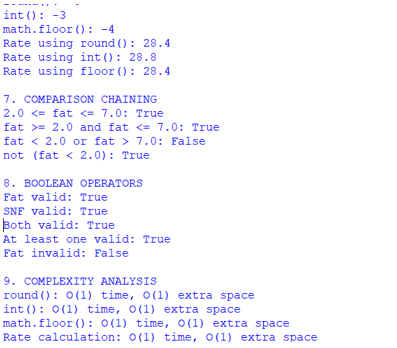 int(): -3
math.floor(): -4
Rate using round(): 28.4
Rate using int(): 28.8
Rate using floor(): 28.4
7. COMPARISON CHAINING
2.0 <= fat <= 7.0: True
fat >= 2.0 and fat <= 7.0: True
fat < 2.0 or fat > 7.0: False
not (fat < 2.0): True
8. BOOLEAN OPERATORS
Fat valid: True
SNF valid: True
Both valid: True
At least one valid: True
Fat invalid: False
9. COMPLEXITY ANALYSIS
round(): O(1) time, O(1) extra space
int(): O(1) time, O(1) extra space
math.floor(): O(1) time, O(1) extra space
Rate calculation: O(1) time, O(1) extra space